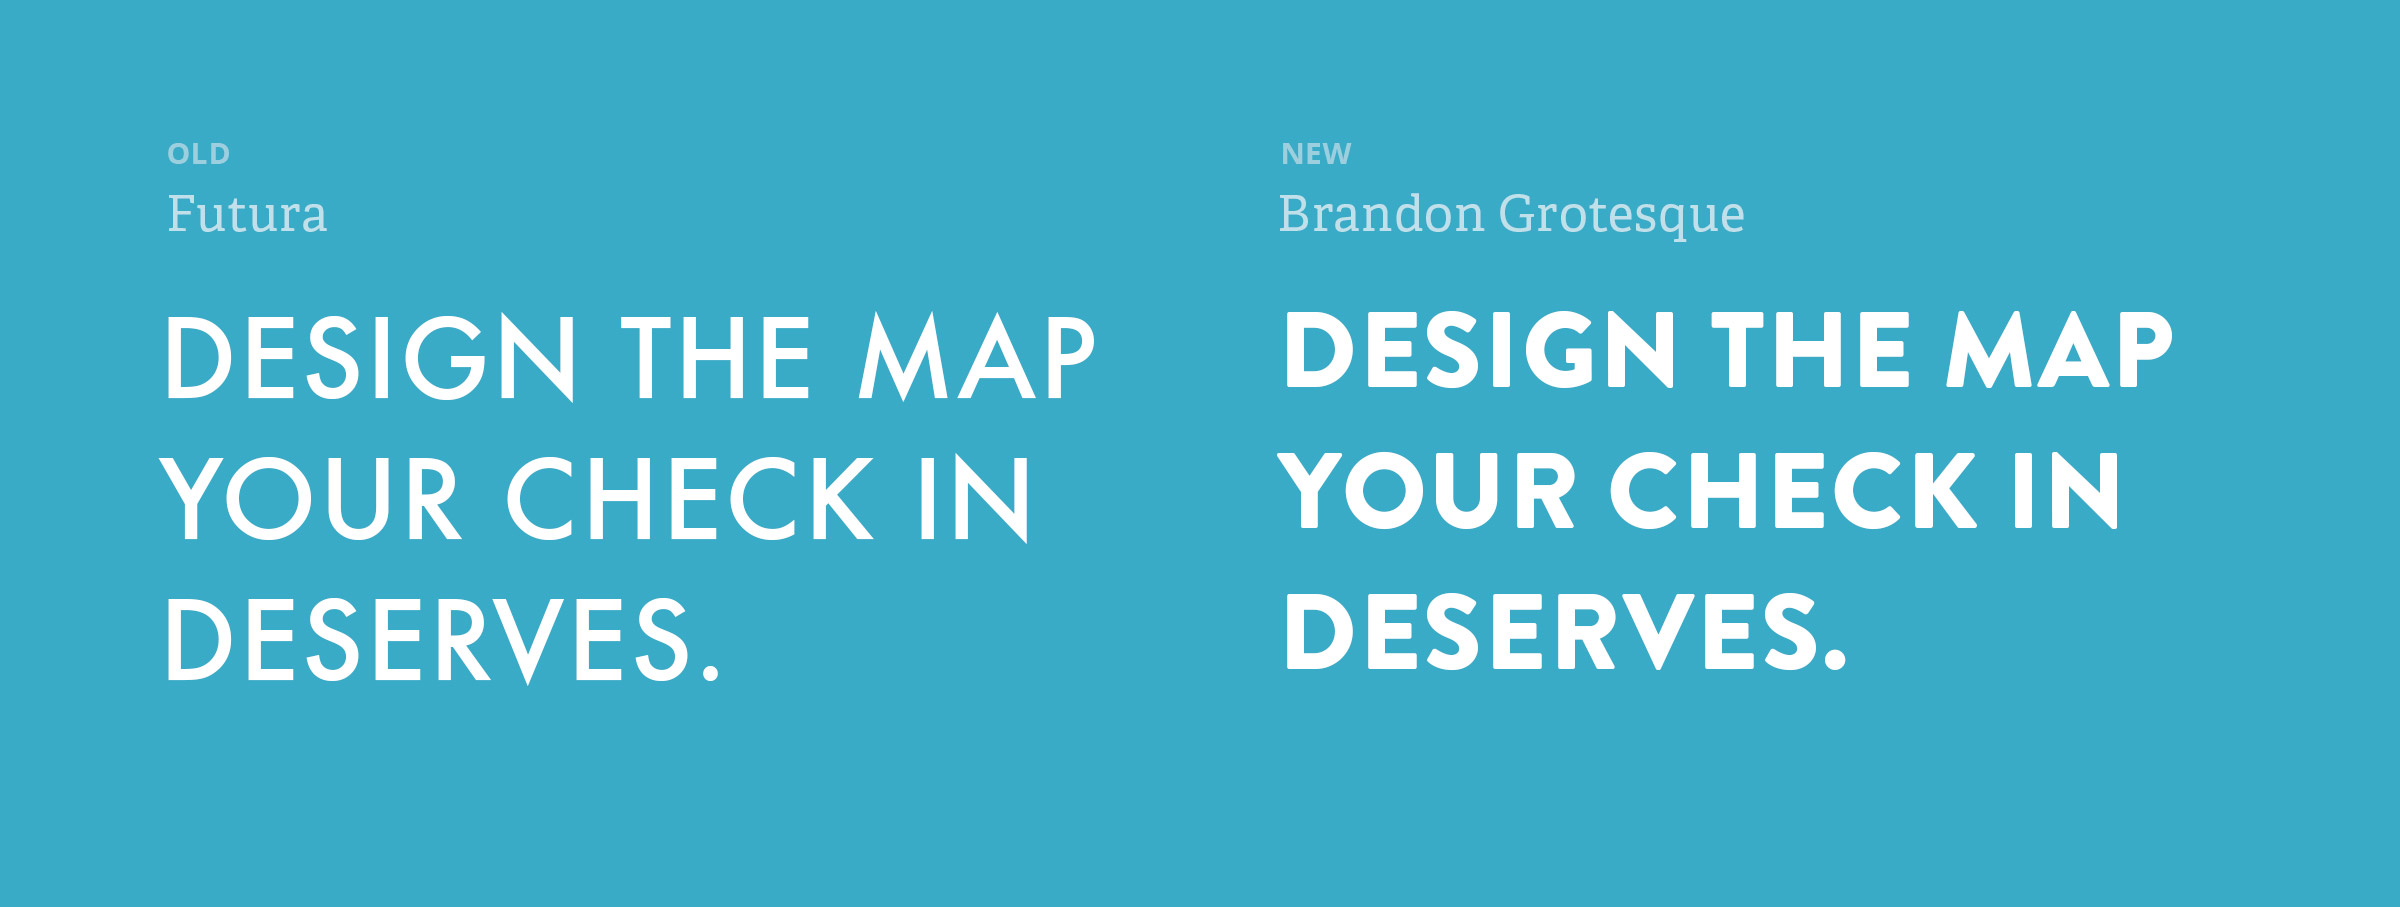 OLD
Futura
DESIGN THE MAP
YOUR CHECK IN
DESERVES.
NEW
Brandon Grotesque
DESIGN THE MAP
YOUR CHECK IN
DESERVES.